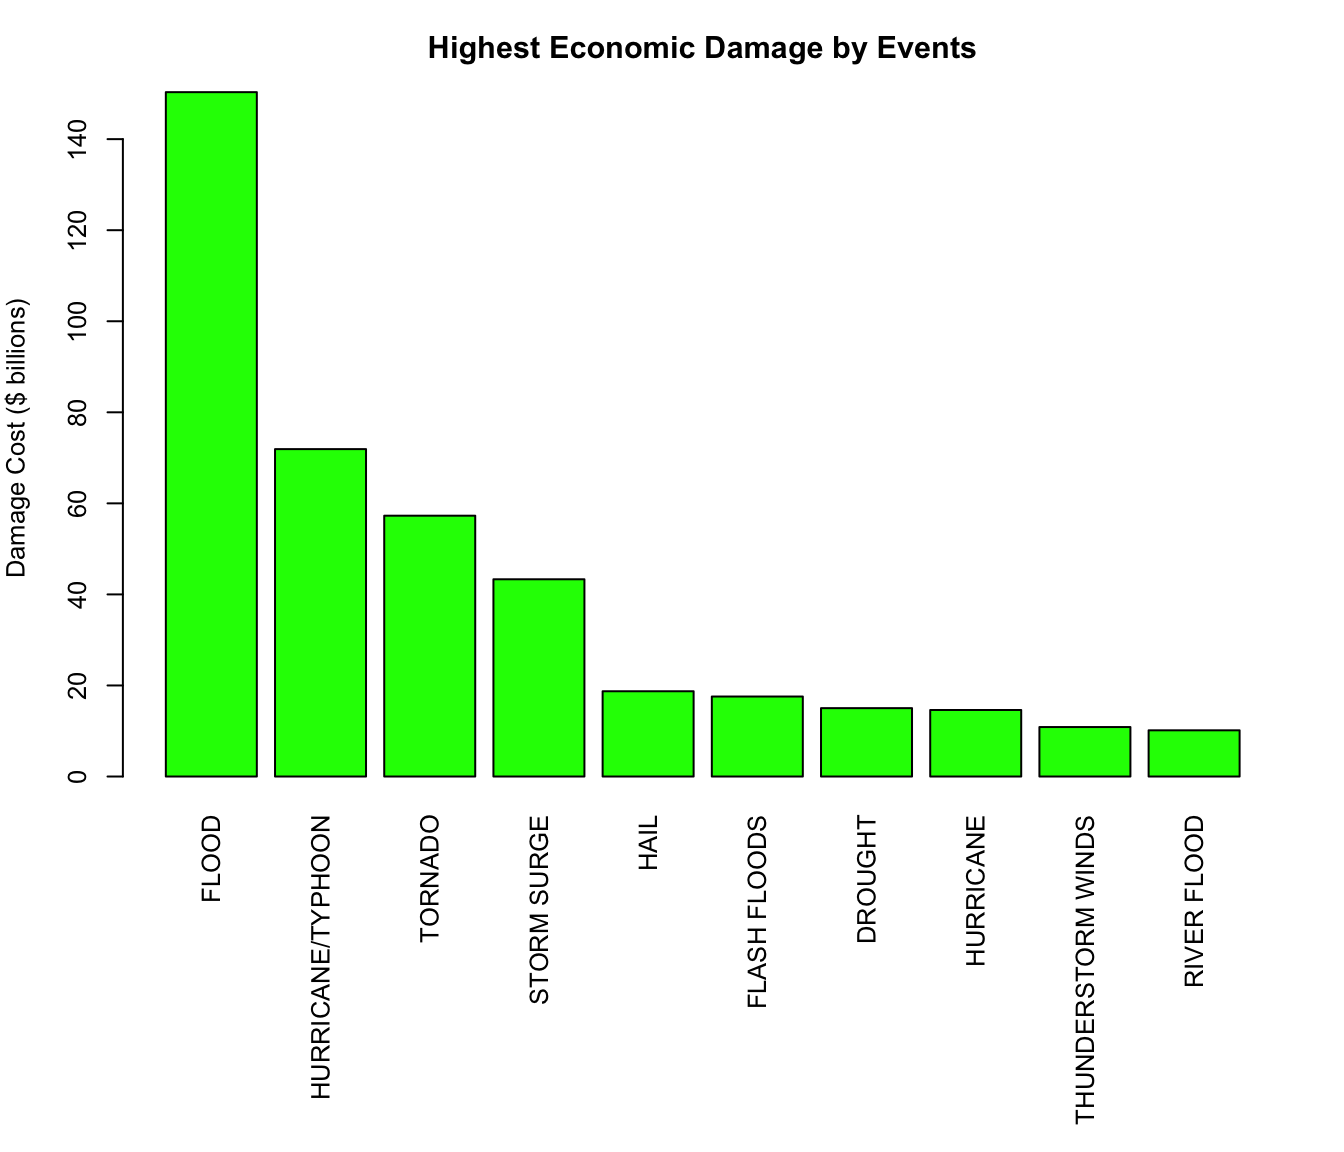 Highest Economic Damage by Events
Damage Cost ($ billions)
140
120
100
80
60
40
20
0
FLOOD
HURRICANE/TYPHOON
TORNADO
STORM SURGE
HAIL
FLASH FLOODS
DROUGHT
HURRICANE
THUNDERSTORM WINDS
RIVER FLOOD